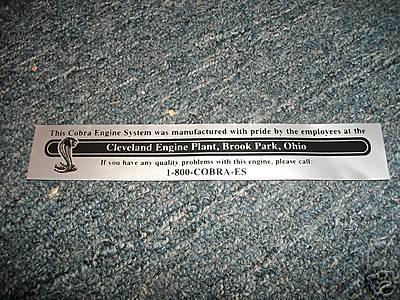 This Cobra Engine System was manufactured with pride by the employees at the
Cleveland Engine Plant, Brook Park, Ohio
If you have any quality problems with this engine, please call:
1-800-COBRA-ES